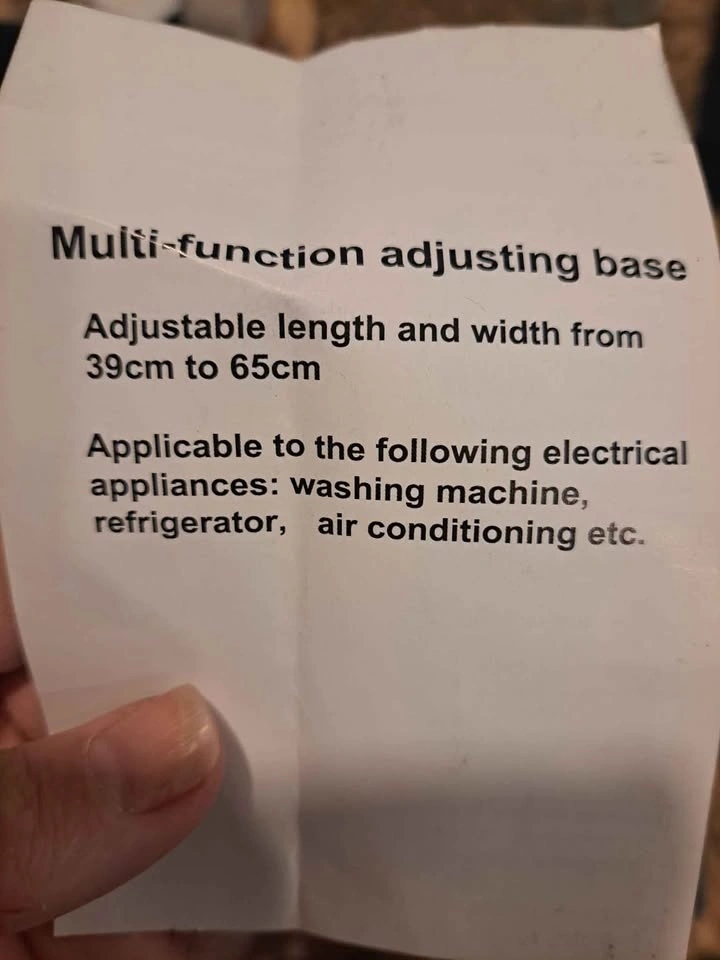 Multi-function adjusting base
Adjustable length and width from
39cm to 65cm
Applicable to the following electrical
appliances: washing machine,
refrigerator, air conditioning etc.